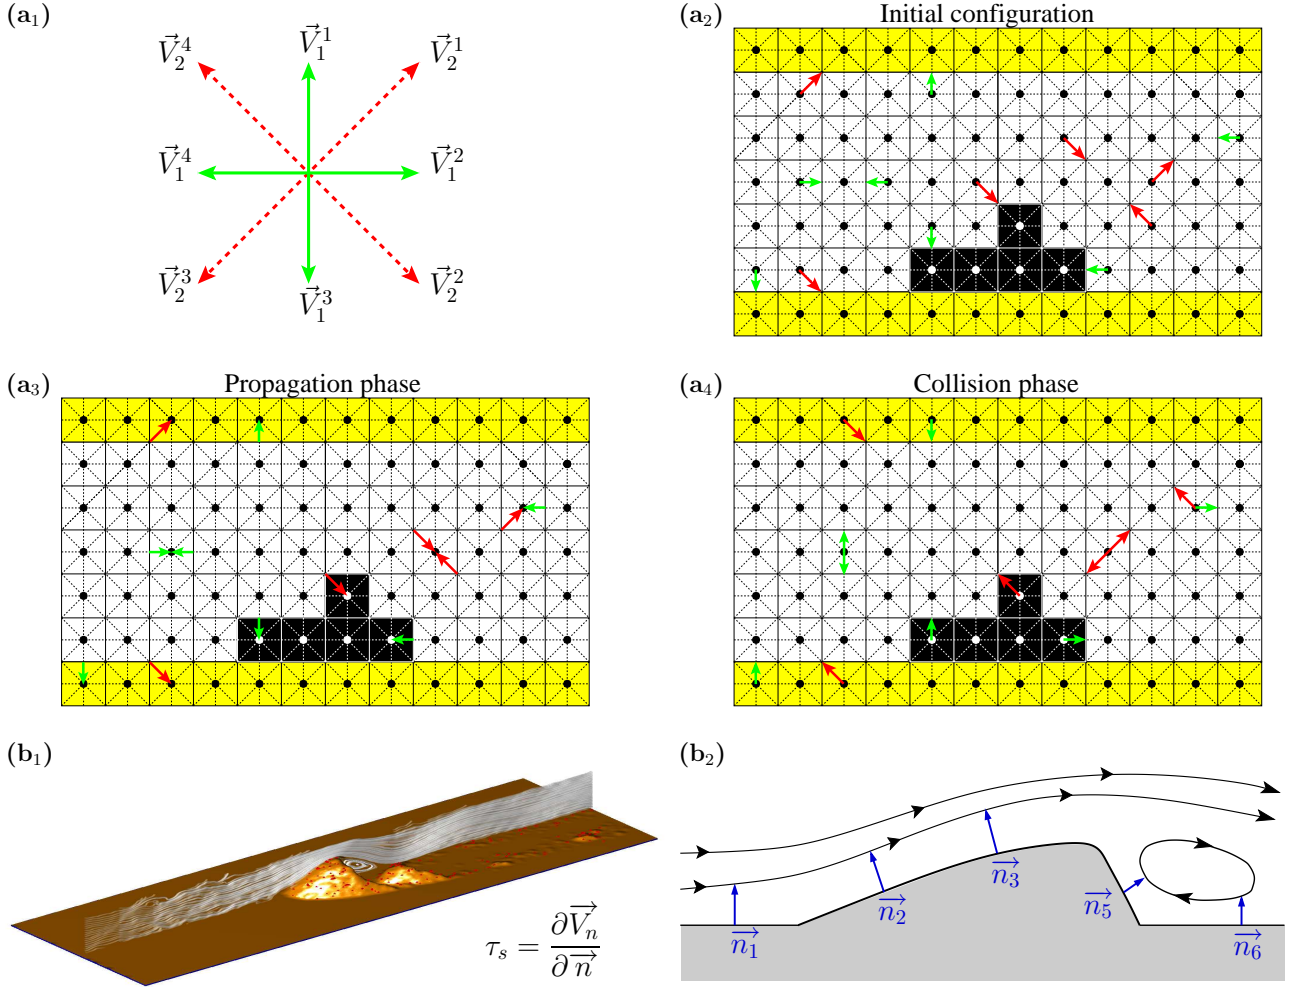 (a₁)
V⃗₁¹
V⃗₂⁴
V⃗₂¹
V⃗₁⁴
V⃗₁²
V⃗₂³
V⃗₁³
V⃗₂²
(a₂)
Initial configuration
(a₃)
Propagation phase
(a₄)
Collision phase
(b₁)
τₛ = ∂V⃗ₙ / ∂n⃗
(b₂)
n⃗₁
n⃗₂
n⃗₃
n⃗₅
n⃗₆